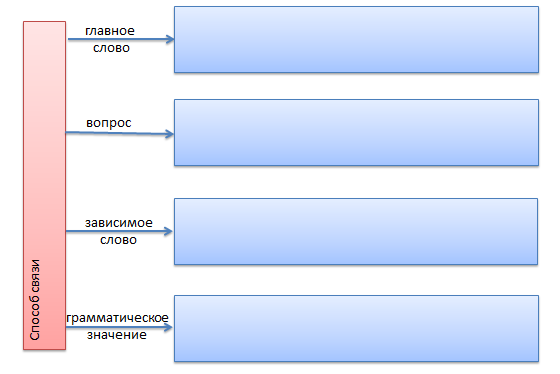 главное
слово
вопрос
зависимое
слово
грамматическое
значение
Способ связи